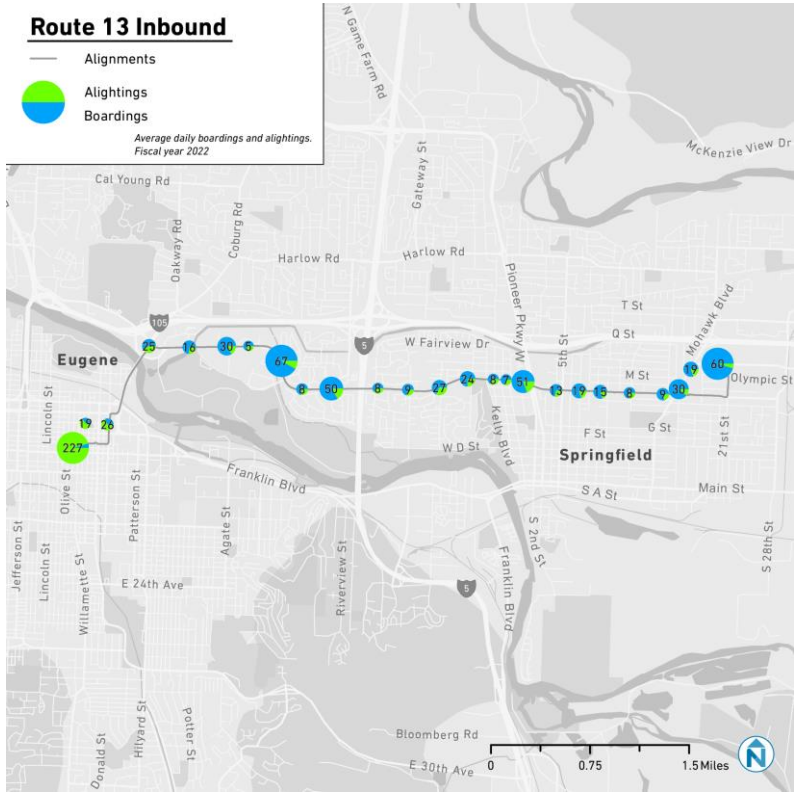 Route 13 Inbound
Alignments
Alightings
Boardings
Average daily boardings and alightings.
Fiscal year 2022
N Game Farm Rd
McKenzie View Dr
Cal Young Rd
Oakway Rd
Coburg Rd
Gateway St
Harlow Rd
Harlow Rd
Pioneer Pkwy W
Mohawk Blvd
T St
105
5
5th St
Q St
W Fairview Dr
25
16
30
5
Eugene
67
60
19
M St
Olympic St
24
8
7
51
8
50
8
9
27
13
19
15
8
9
30
Lincoln St
19
26
F St
G St
21st St
Kelly Blvd
227
W D St
Springfield
Olive St
Patterson St
Franklin Blvd
S A St
Main St
Agate St
Jefferson St
Lincoln St
Willamette St
E 24th Ave
Riverview St
S 2nd St
Franklin Blvd
S 28th St
5
Hilyard St
Potter St
Donald St
Bloomberg Rd
E 30th Ave
0
0.75
1.5 Miles
N